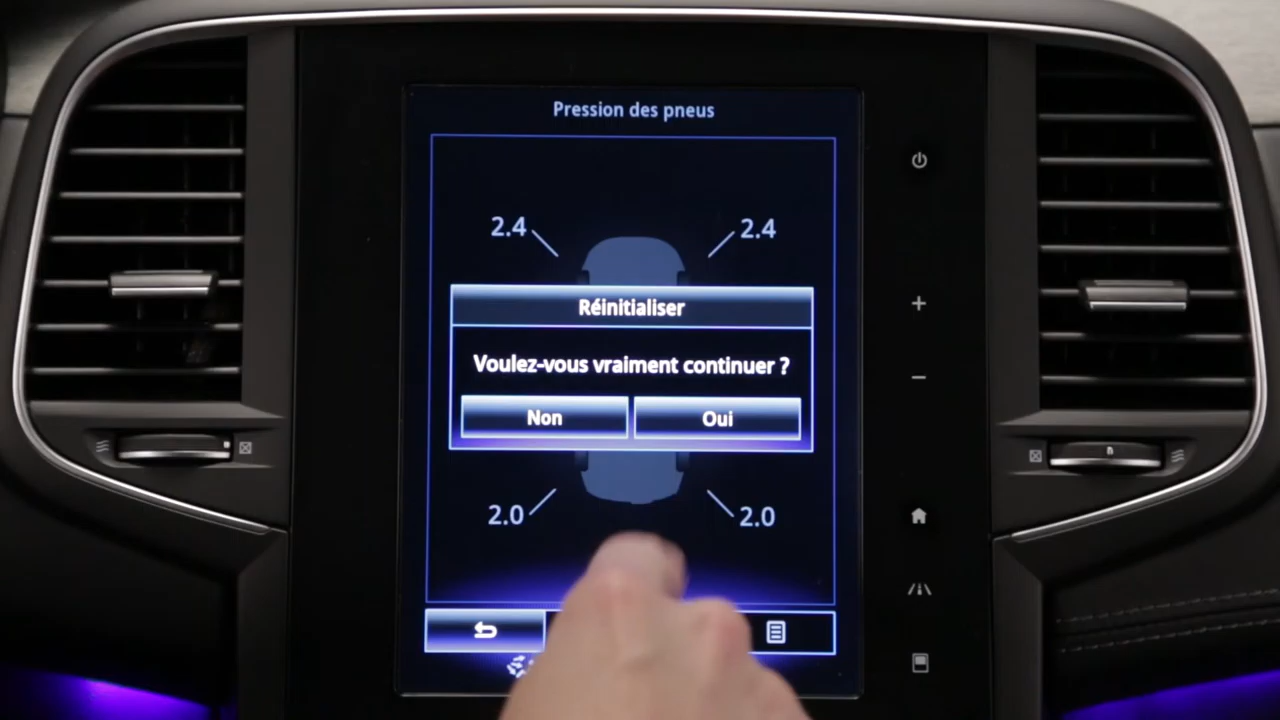 Pression des pneus
2.4 2.4
Réinitialiser
Voulez-vous vraiment continuer ?
Non Oui
2.0 2.0